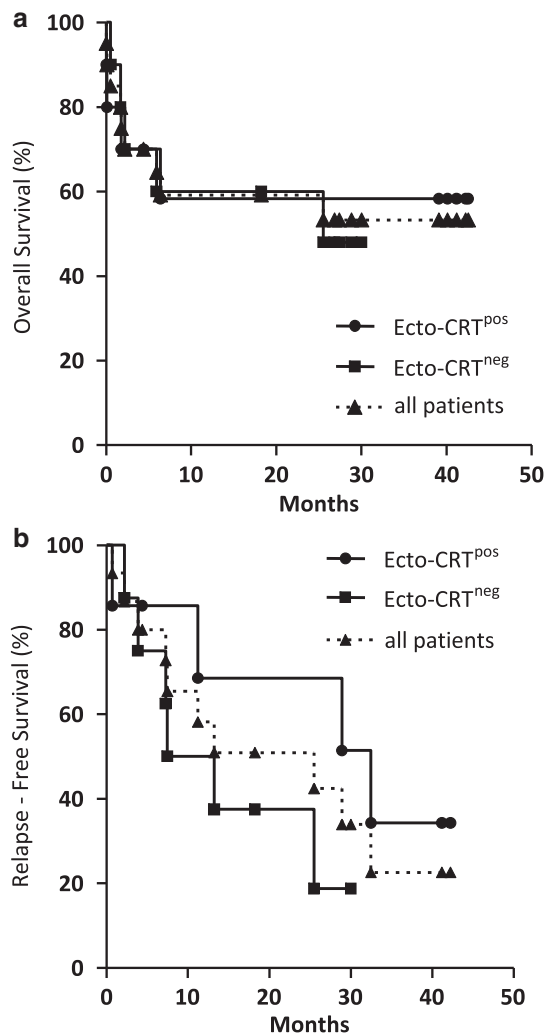 a
Overall Survival (%)
100
80
60
40
20
0
Ecto-CRTpos
Ecto-CRTneg
all patients
0 10 20 30 40 50
Months
b
Relapse - Free Survival (%)
100
80
60
40
20
0
Ecto-CRTpos
Ecto-CRTneg
all patients
0 10 20 30 40 50
Months